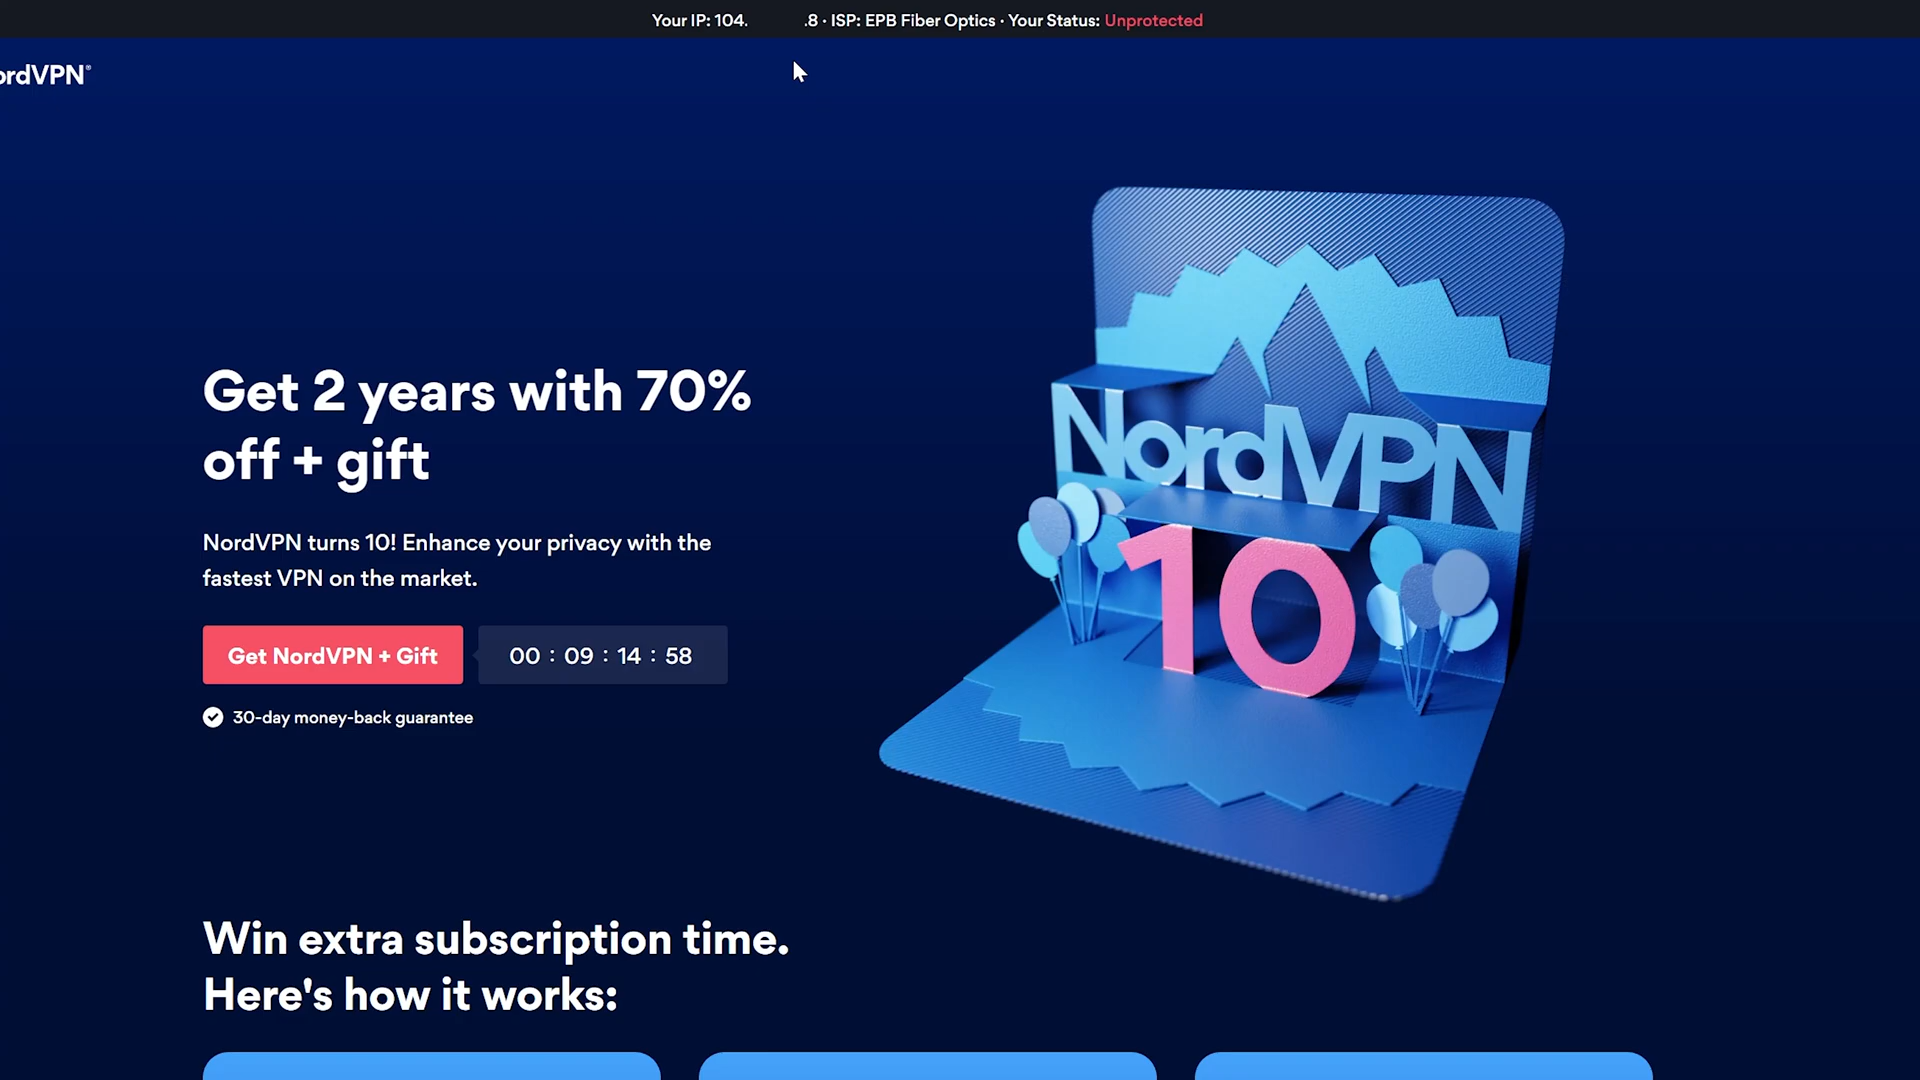 Your IP: 104. .8 · ISP: EPB Fiber Optics · Your Status: Unprotected
ordVPN®
Get 2 years with 70%
off + gift
NordVPN turns 10! Enhance your privacy with the
fastest VPN on the market.
Get NordVPN + Gift
00 : 09 : 14 : 58
30-day money-back guarantee
NordVPN
10
Win extra subscription time.
Here's how it works: